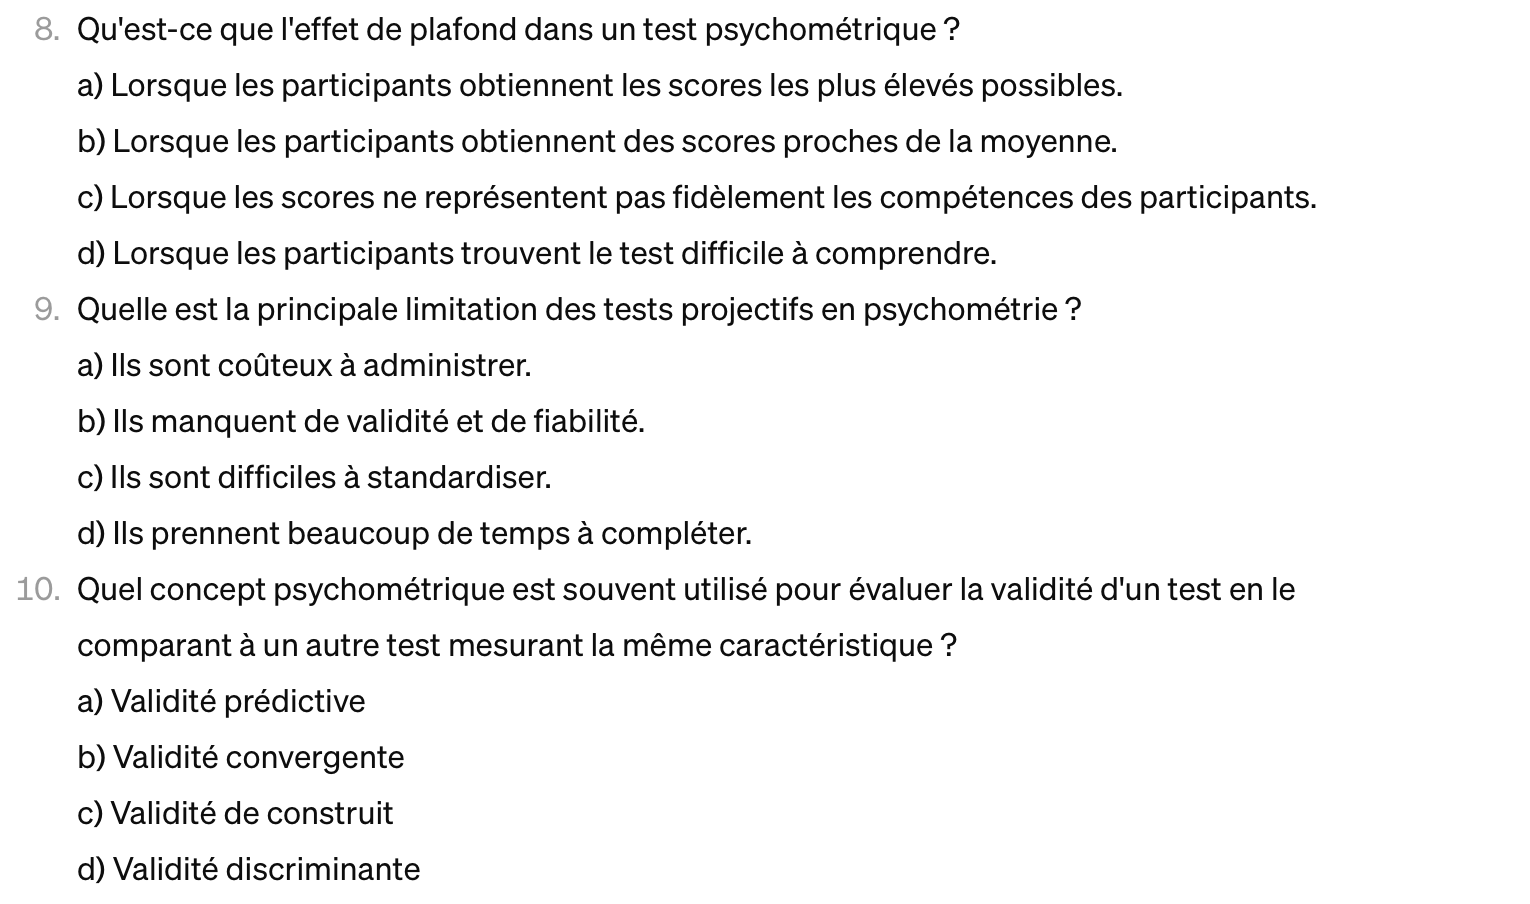 8. Qu'est-ce que l'effet de plafond dans un test psychométrique ?
a) Lorsque les participants obtiennent les scores les plus élevés possibles.
b) Lorsque les participants obtiennent des scores proches de la moyenne.
c) Lorsque les scores ne représentent pas fidèlement les compétences des participants.
d) Lorsque les participants trouvent le test difficile à comprendre.
9. Quelle est la principale limitation des tests projectifs en psychométrie ?
a) Ils sont coûteux à administrer.
b) Ils manquent de validité et de fiabilité.
c) Ils sont difficiles à standardiser.
d) Ils prennent beaucoup de temps à compléter.
10. Quel concept psychométrique est souvent utilisé pour évaluer la validité d'un test en le
comparant à un autre test mesurant la même caractéristique ?
a) Validité prédictive
b) Validité convergente
c) Validité de construit
d) Validité discriminante